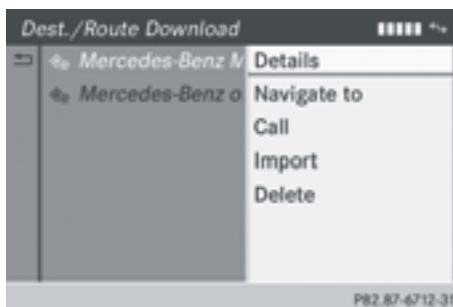 Dest./Route Download
Mercedes-Benz M
Mercedes-Benz o
Details
Navigate to
Call
Import
Delete
P82.87-6712-31